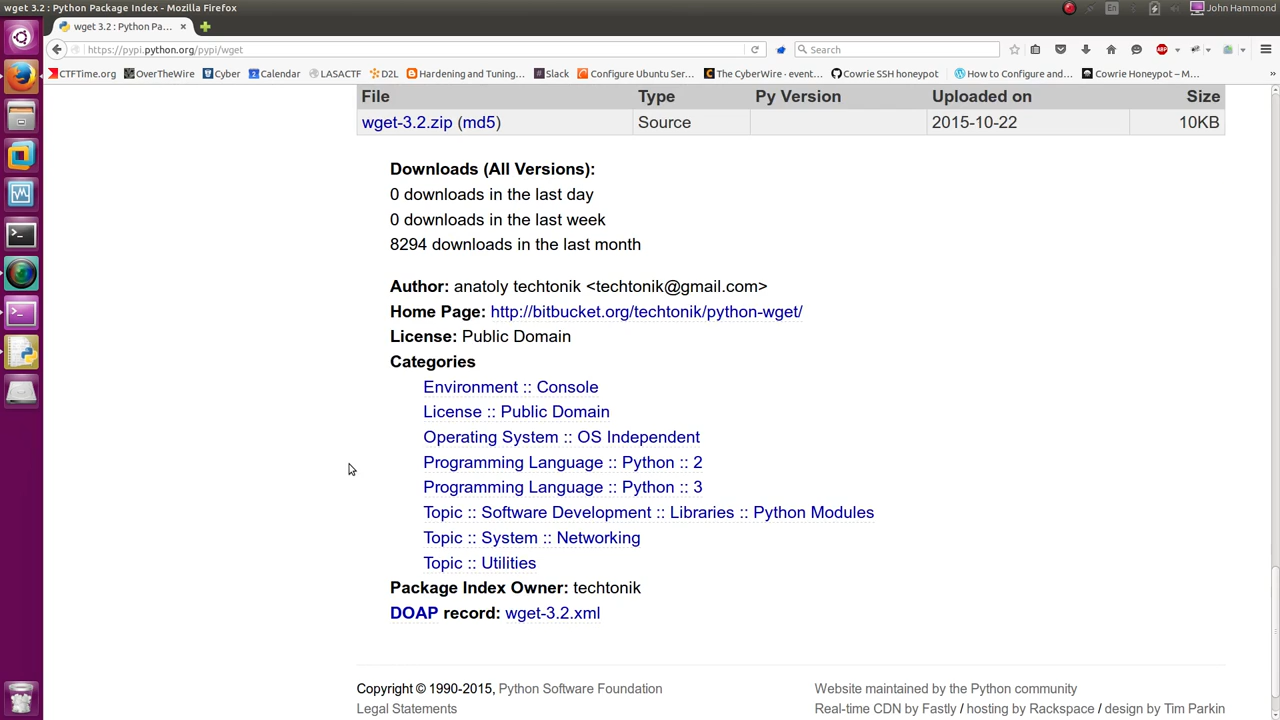 wget 3.2 : Python Package Index - Mozilla Firefox
En
John Hammond
wget 3.2 : Python Pa...
https://pypi.python.org/pypi/wget
Search
ABP
CTFTime.org
OverTheWire
Cyber
Calendar
LASACTF
D2L
Hardening and Tuning...
Slack
Configure Ubuntu Ser...
The CyberWire - event...
Cowrie SSH honeypot
How to Configure and...
Cowrie Honeypot – M...
File Type Py Version Uploaded on Size
wget-3.2.zip (md5) Source 2015-10-22 10KB
Downloads (All Versions):
0 downloads in the last day
0 downloads in the last week
8294 downloads in the last month
Author: anatoly techtonik <techtonik@gmail.com>
Home Page: http://bitbucket.org/techtonik/python-wget/
License: Public Domain
Categories
Environment :: Console
License :: Public Domain
Operating System :: OS Independent
Programming Language :: Python :: 2
Programming Language :: Python :: 3
Topic :: Software Development :: Libraries :: Python Modules
Topic :: System :: Networking
Topic :: Utilities
Package Index Owner: techtonik
DOAP record: wget-3.2.xml
Copyright © 1990-2015, Python Software Foundation
Legal Statements
Website maintained by the Python community
Real-time CDN by Fastly / hosting by Rackspace / design by Tim Parkin